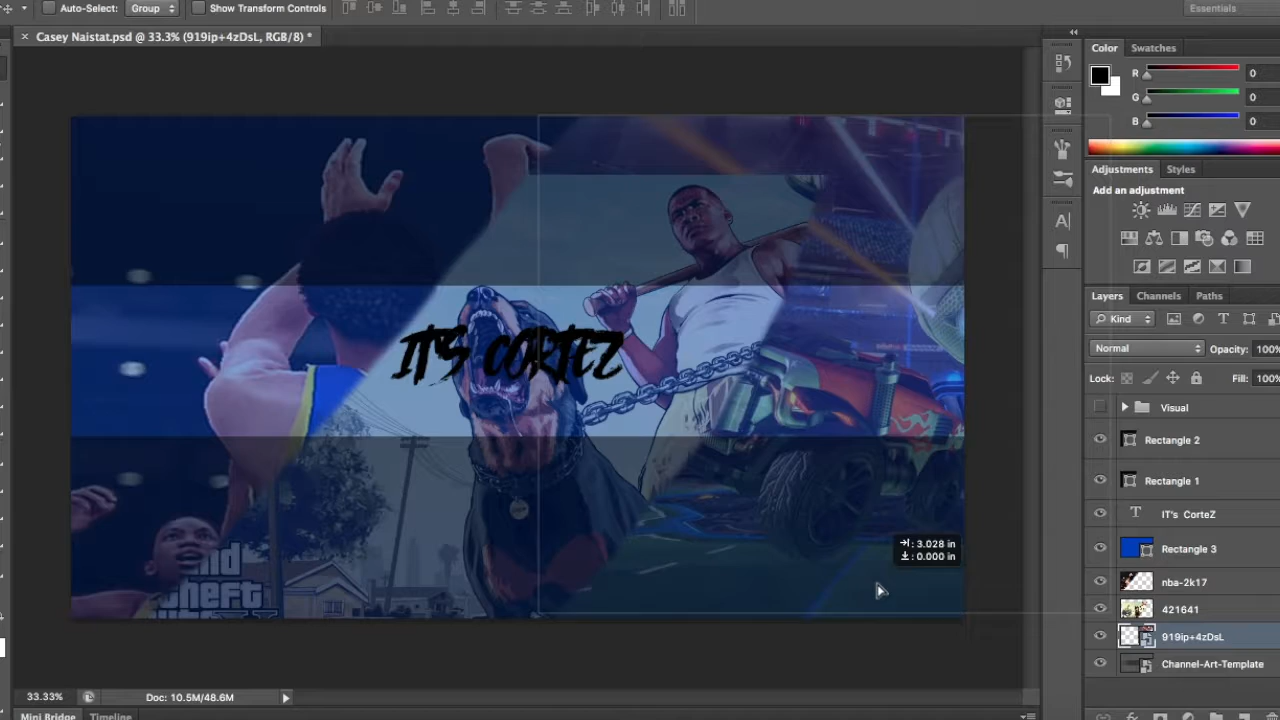 Auto-Select: Group Show Transform Controls Essentials
× Casey Naistat.psd @ 33.3% (919ip+4zDsL, RGB/8) *
Color Swatches
R 0
G 0
B 0
Adjustments Styles
Add an adjustment
Layers Channels Paths
Kind
Normal Opacity: 100%
Lock: Fill: 100%
Visual
Rectangle 2
Rectangle 1
IT's CorteZ
Rectangle 3
nba-2k17
421641
919ip+4zDsL
Channel-Art-Template
IT'S CORTEZ
3.028 in
0.000 in
theft
33.33% Doc: 10.5M/48.6M
Mini Bridge Timeline